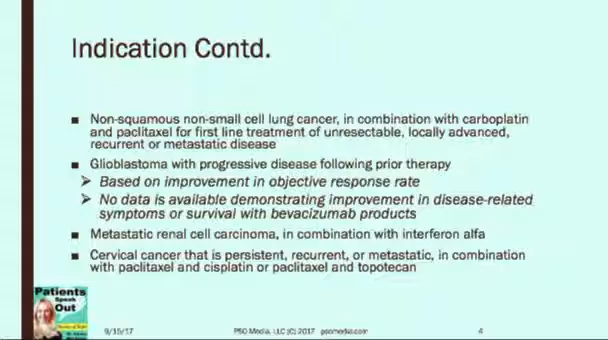 Indication Contd.
■ Non-squamous non-small cell lung cancer, in combination with carboplatin
and paclitaxel for first line treatment of unresectable, locally advanced,
recurrent or metastatic disease
■ Glioblastoma with progressive disease following prior therapy
➢ Based on improvement in objective response rate
➢ No data is available demonstrating improvement in disease-related
symptoms or survival with bevacizumab products
■ Metastatic renal cell carcinoma, in combination with interferon alfa
■ Cervical cancer that is persistent, recurrent, or metastatic, in combination
with paclitaxel and cisplatin or paclitaxel and topotecan
Patients
Speak
Out
9/15/17 PSO Media, LLC (C) 2017 psomedia.com 4